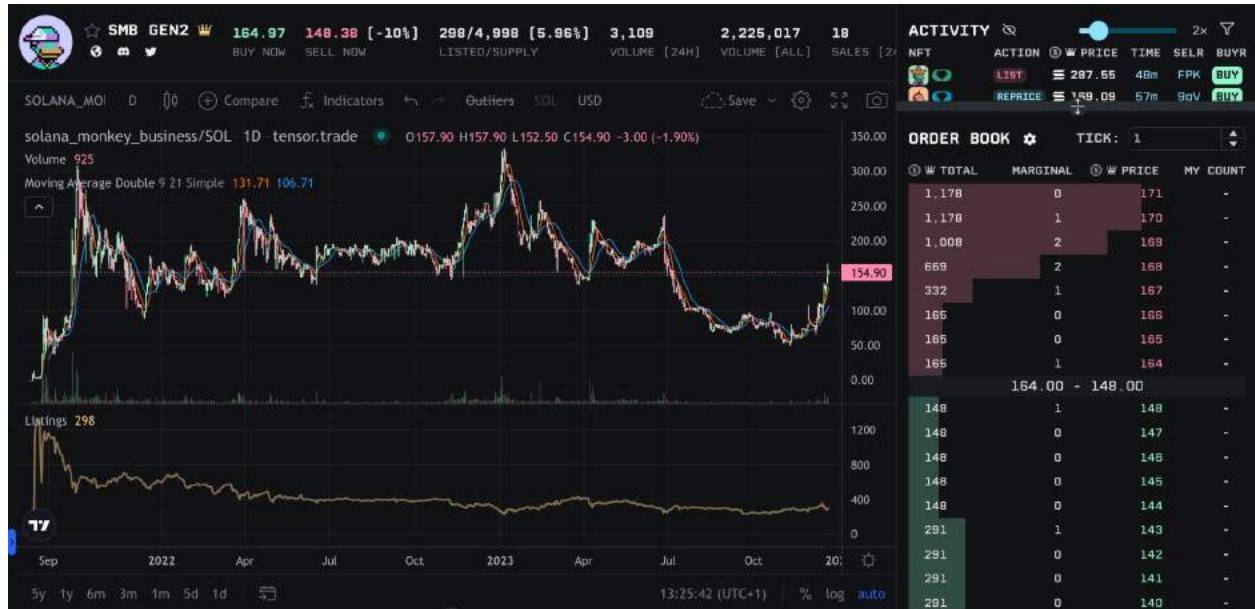 SMB GEN2 164.97 148.38 [-10%] 298/4,998 [5.96%] 3,109 2,225,017 18
BUY NOW SELL NOW LISTED/SUPPLY VOLUME [24H] VOLUME [ALL] SALES [2
SOLANA_MO D Compare Indicators Outliers SOL USD Save
solana_monkey_business/SOL · 1D · tensor.trade O157.90 H157.90 L152.50 C154.90 -3.00 (-1.90%)
Volume 925
Moving Average Double 9 21 Simple 131.71 106.71
350.00
300.00
250.00
200.00
154.90
100.00
50.00
0.00
Listings 298
1200
800
400
0
Sep 2022 Apr Jul Oct 2023 Apr Jul Oct 20
5y 1y 6m 3m 1m 5d 1d 13:25:42 (UTC+1) % log auto
ACTIVITY 2x
NFT ACTION PRICE TIME SELR BUYR
LIST 287.55 48m FPK BUY
REPRICE 159.09 57m 9qV BUY
ORDER BOOK TICK: 1
TOTAL MARGINAL PRICE MY COUNT
1,178 0 171 -
1,178 1 170 -
1,008 2 169 -
669 2 168 -
332 1 167 -
165 0 166 -
165 0 165 -
165 1 164 -
164.00 - 148.00
148 1 148 -
148 0 147 -
148 0 146 -
148 0 145 -
148 0 144 -
291 1 143 -
291 0 142 -
291 0 141 -
291 0 140 -